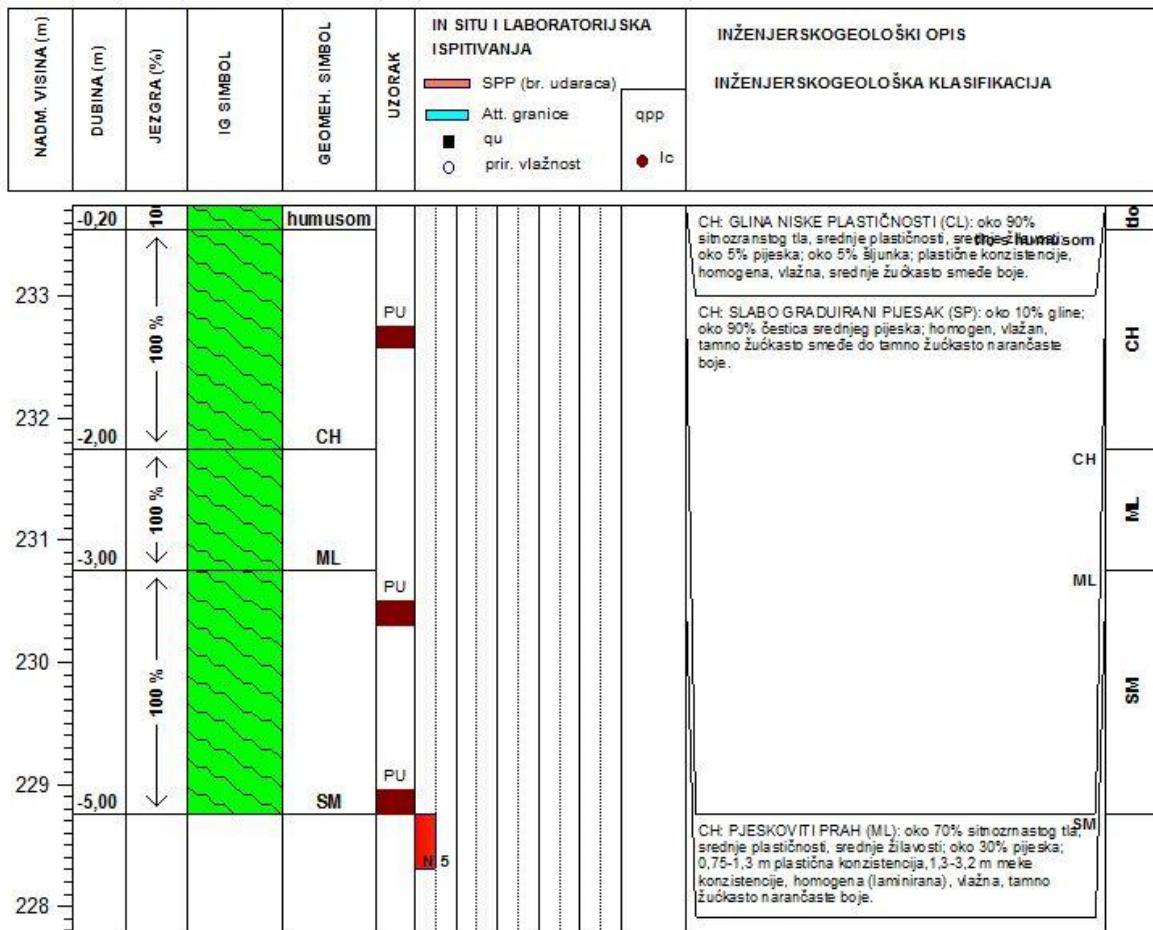 NADM. VISINA (m)
DUBINA (m)
JEZGRA (%)
IG SIMBOL
GEOMEH. SIMBOL
UZORAK
IN SITU I LABORATORIJSKA
ISPITIVANJA
SPP (br. udaraca)
Att. granice
qu
prir. vlažnost
qpp
Ic
INŽENJERSKOGEOLOŠKI OPIS
INŽENJERSKOGEOLOŠKA KLASIFIKACIJA
-0,20
humusom
tlo
CH: GLINA NISKE PLASTIČNOSTI (CL): oko 90%
sitnozranstog tla, srednje plastičnosti,
tlo s humusom
oko 5% pijeska; oko 5% šljunka; plastične konzistencije,
homogena, vlažna, srednje žućkasto smeđe boje.
233
100 %
PU
CH: SLABO GRADUIRANI PIJESAK (SP): oko 10% gline;
oko 90% čestica srednjeg pijeska; homogen, vlažan,
tamno žućkasto smeđe do tamno žućkasto narančaste
boje.
CH
232
-2,00
CH
CH
100 %
ML
231
-3,00
ML
ML
PU
230
100 %
SM
229
PU
-5,00
SM
SM
CH: PJESKOVITI PRAH (ML): oko 70% sitnozrnastog tla,
srednje plastičnosti, srednje žilavosti; oko 30% pijeska;
0,75-1,3 m plastična konzistencija,1,3-3,2 m meke
konzistencije, homogena (laminirana), vlažna, tamno
žućkasto narančaste boje.
N 5
228